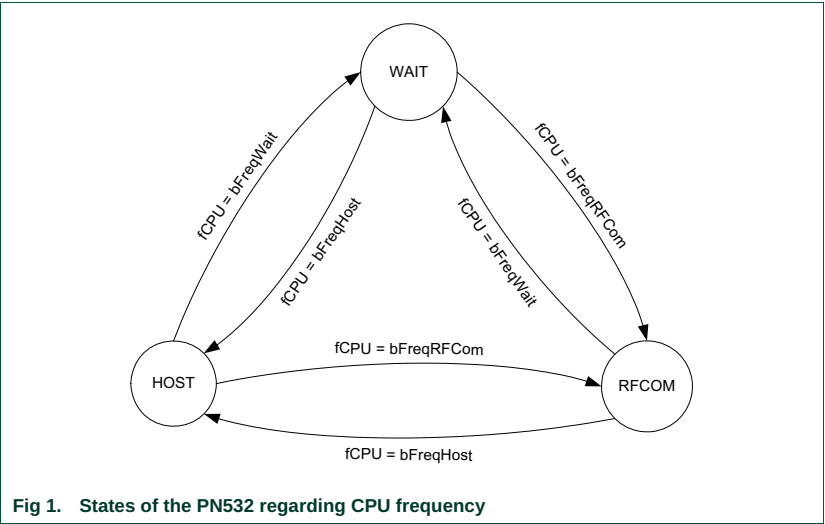 WAIT
fCPU = bFreqWait
fCPU = bFreqHost
fCPU = bFreqWait
fCPU = bFreqRFCom
fCPU = bFreqRFCom
HOST
RFCOM
fCPU = bFreqHost
Fig 1. States of the PN532 regarding CPU frequency